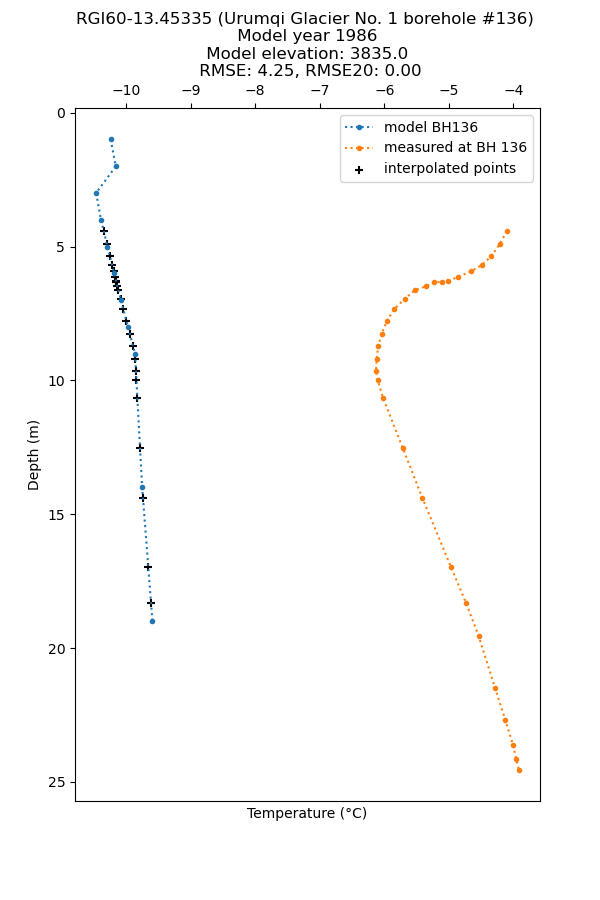 RGI60-13.45335 (Urumqi Glacier No. 1 borehole #136)
Model year 1986
Model elevation: 3835.0
RMSE: 4.25, RMSE20: 0.00
−10 −9 −8 −7 −6 −5 −4
model BH136
measured at BH 136
interpolated points
0
5
10
15
20
25
Depth (m)
Temperature (°C)